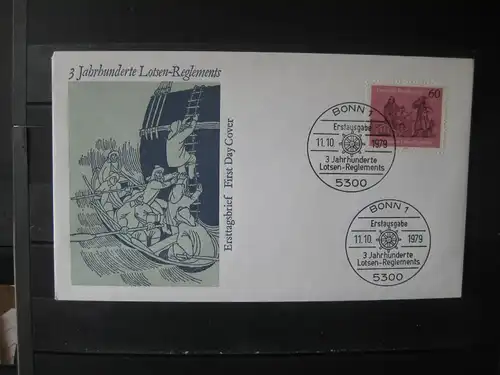 3 Jahrhunderte Lotsen-Reglements
Ersttagsbrief First Day Cover
60
BONN 1
Erstausgabe
11.10. 1979
3 Jahrhunderte
Lotsen-Reglements
5300
BONN 1
Erstausgabe
11.10. 1979
3 Jahrhunderte
Lotsen-Reglements
5300